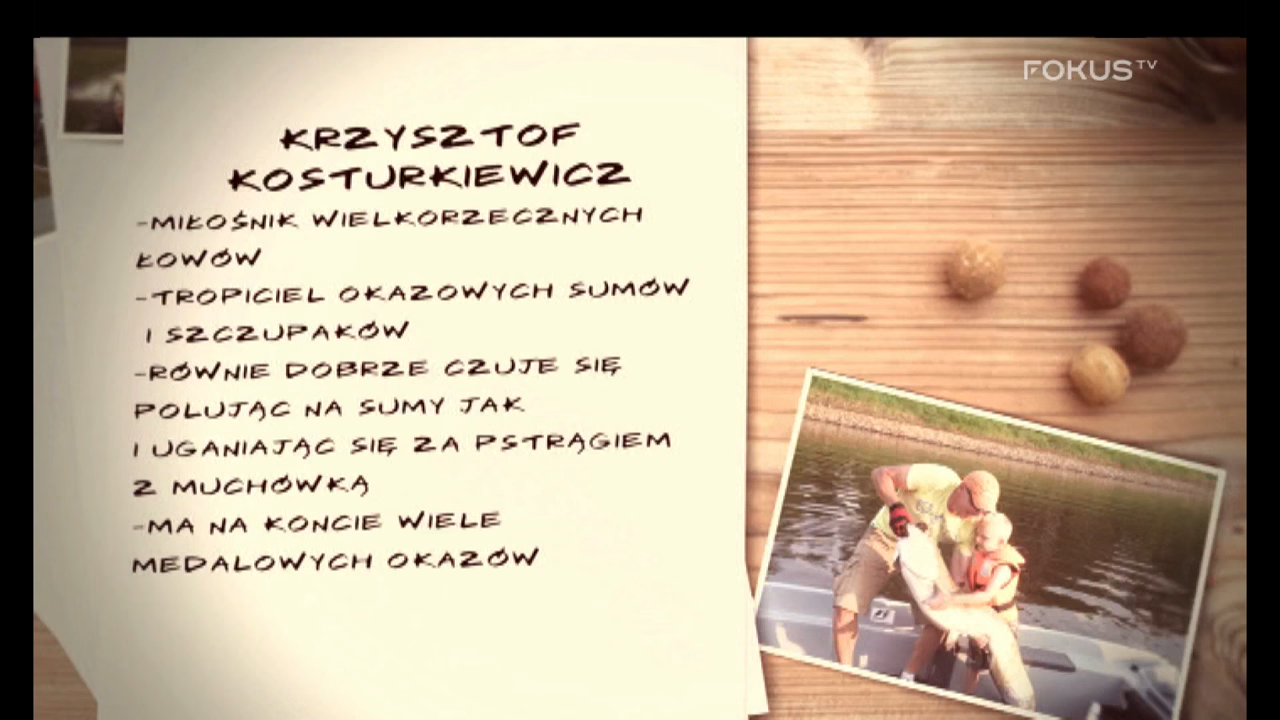 FOKUS TV
KRZYSZTOF
KOSTURKIEWICZ
-MIŁOŚNIK WIELKORZECZNYCH
ŁOWÓW
-TROPICIEL OKAZOWYCH SUMÓW
I SZCZUPAKÓW
-RÓWNIE DOBRZE CZUJE SIĘ
POLUJĄC NA SUMY JAK
I UGANIAJĄC SIĘ ZA PSTRĄGIEM
Z MUCHÓWKĄ
-MA NA KONCIE WIELE
MEDALOWYCH OKAZÓW